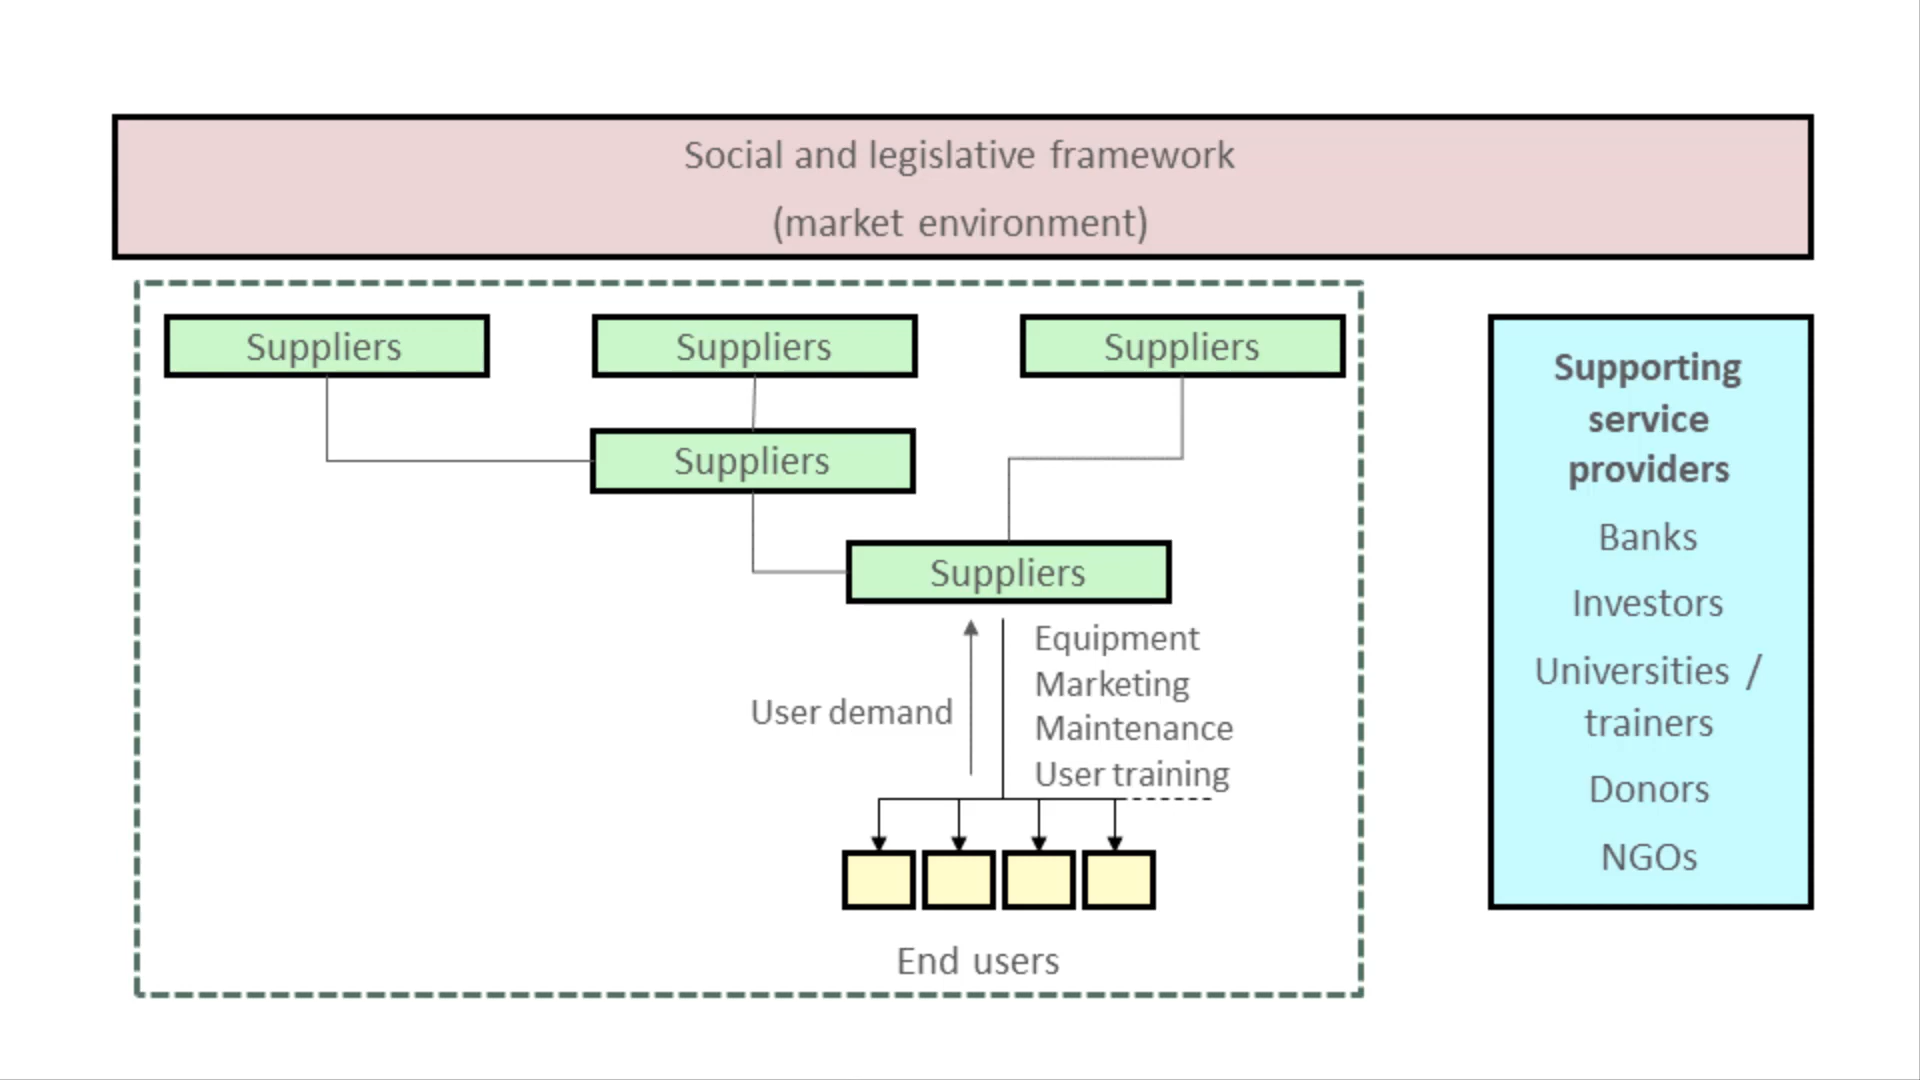 Social and legislative framework
(market environment)
Suppliers
Suppliers
Suppliers
Suppliers
Suppliers
User demand
Equipment
Marketing
Maintenance
User training
End users
Supporting
service
providers
Banks
Investors
Universities /
trainers
Donors
NGOs